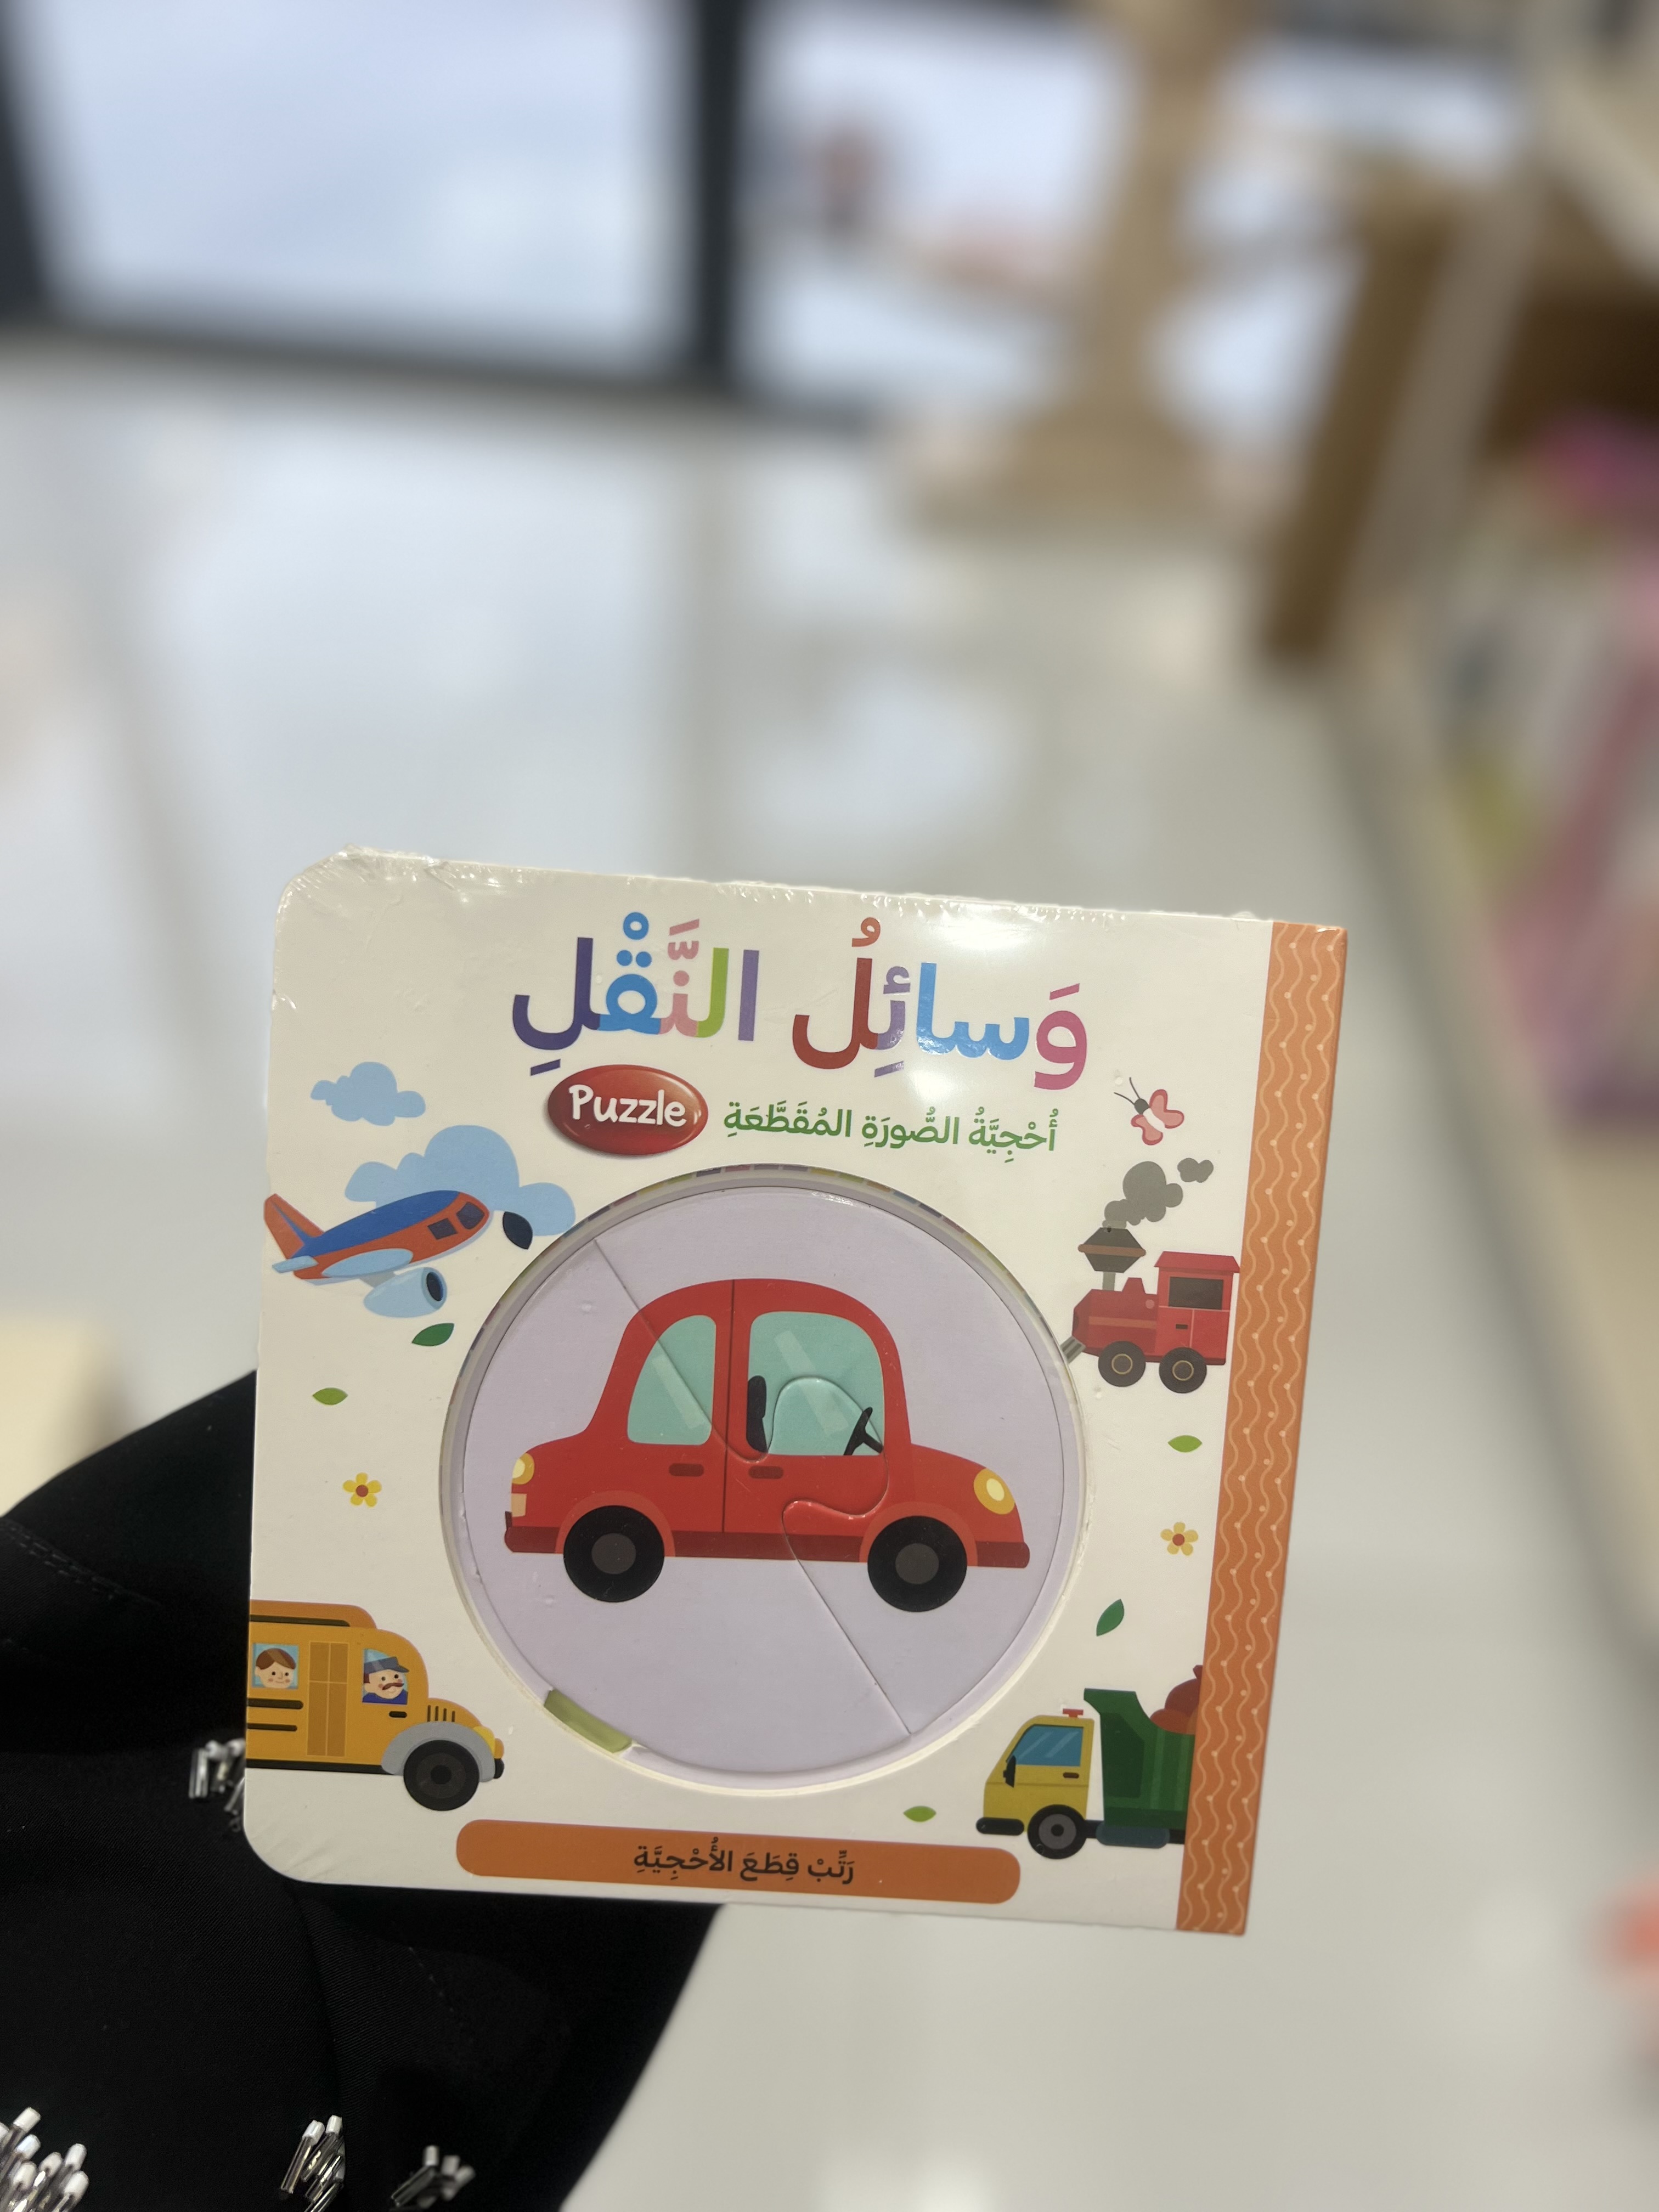 وَسائِلُ النَّقْلِ
أُحْجِيَّةُ الصُّورَةِ المُقَطَّعَةِ Puzzle
رَتِّبْ قِطَعَ الأُحْجِيَّةِ